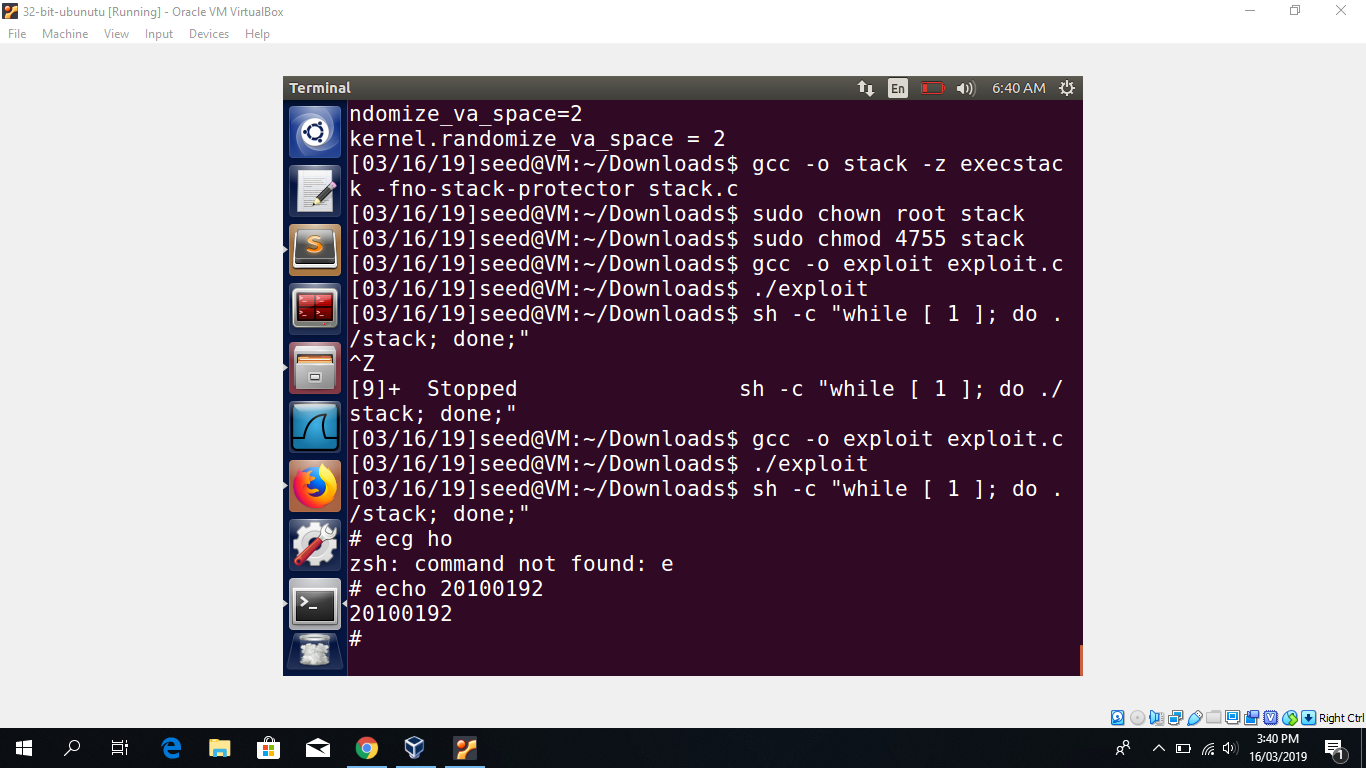 32-bit-ubunutu [Running] - Oracle VM VirtualBox
File Machine View Input Devices Help
Terminal
En
6:40 AM
ndomize_va_space=2
kernel.randomize_va_space = 2
[03/16/19]seed@VM:~/Downloads$ gcc -o stack -z execstac
k -fno-stack-protector stack.c
[03/16/19]seed@VM:~/Downloads$ sudo chown root stack
[03/16/19]seed@VM:~/Downloads$ sudo chmod 4755 stack
[03/16/19]seed@VM:~/Downloads$ gcc -o exploit exploit.c
[03/16/19]seed@VM:~/Downloads$ ./exploit
[03/16/19]seed@VM:~/Downloads$ sh -c "while [ 1 ]; do .
/stack; done;"
^Z
[9]+  Stopped                 sh -c "while [ 1 ]; do ./
stack; done;"
[03/16/19]seed@VM:~/Downloads$ gcc -o exploit exploit.c
[03/16/19]seed@VM:~/Downloads$ ./exploit
[03/16/19]seed@VM:~/Downloads$ sh -c "while [ 1 ]; do .
/stack; done;"
# ecg ho
zsh: command not found: e
# echo 20100192
20100192
#
Right Ctrl
3:40 PM
16/03/2019
1